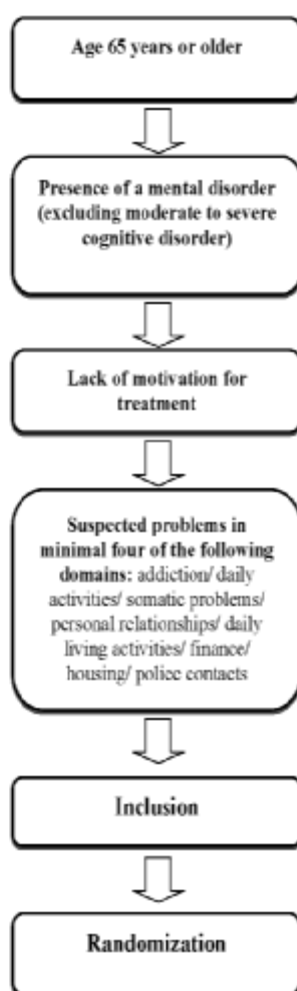 Age 65 years or older
Presence of a mental disorder
(excluding moderate to severe
cognitive disorder)
Lack of motivation for
treatment
Suspected problems in
minimal four of the following
domains: addiction/ daily
activities/ somatic problems/
personal relationships/ daily
living activities/ finance/
housing/ police contacts
Inclusion
Randomization